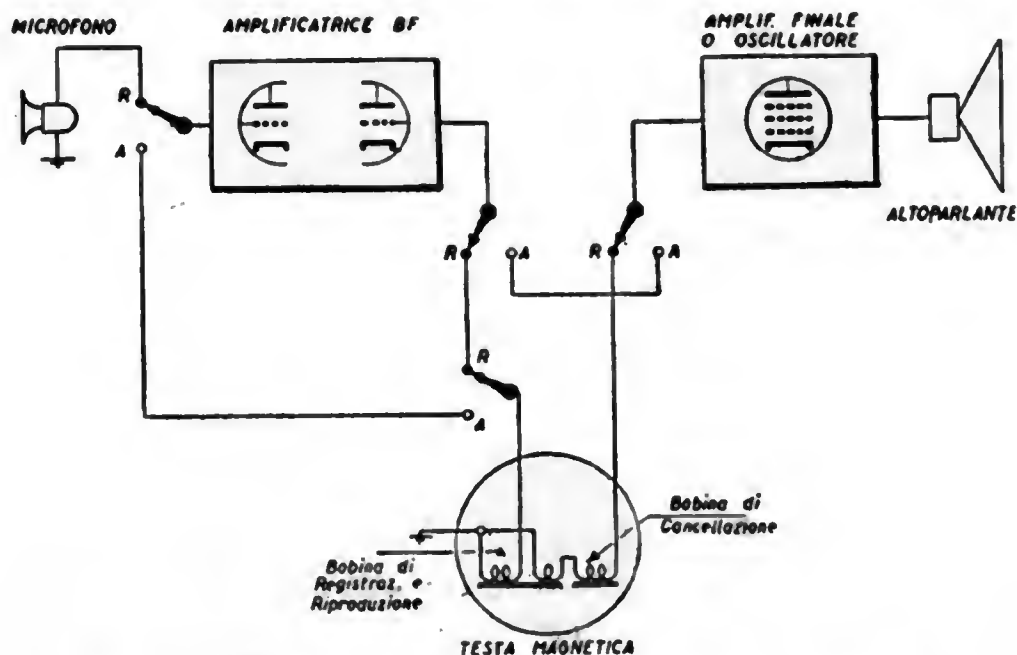 MICROFONO
AMPLIFICATRICE BF
AMPLIF. FINALE
O OSCILLATORE
R
A
ALTOPARLANTE
R
A
R
A
R
A
Bobina di
Cancellazione
Bobina di
Registraz. e
Riproduzione
TESTA MAGNETICA